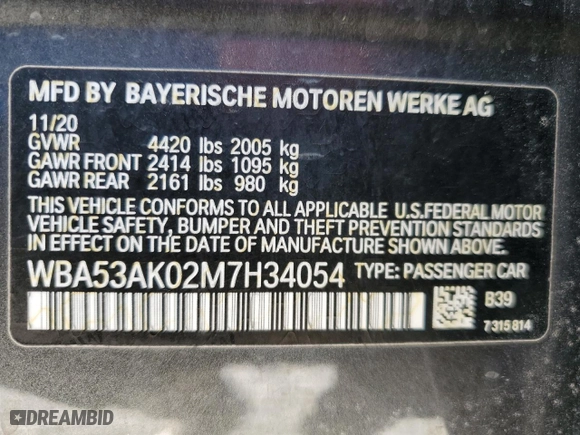 MFD BY BAYERISCHE MOTOREN WERKE AG
11/20
GVWR 4420 lbs 2005 kg
GAWR FRONT 2414 lbs 1095 kg
GAWR REAR 2161 lbs 980 kg
THIS VEHICLE CONFORMS TO ALL APPLICABLE U.S.FEDERAL MOTOR
VEHICLE SAFETY, BUMPER AND THEFT PREVENTION STANDARDS
IN EFFECT ON THE DATE OF MANUFACTURE SHOWN ABOVE.
WBA53AK02M7H34054 TYPE: PASSENGER CAR
B39
7315814
DREAMBID